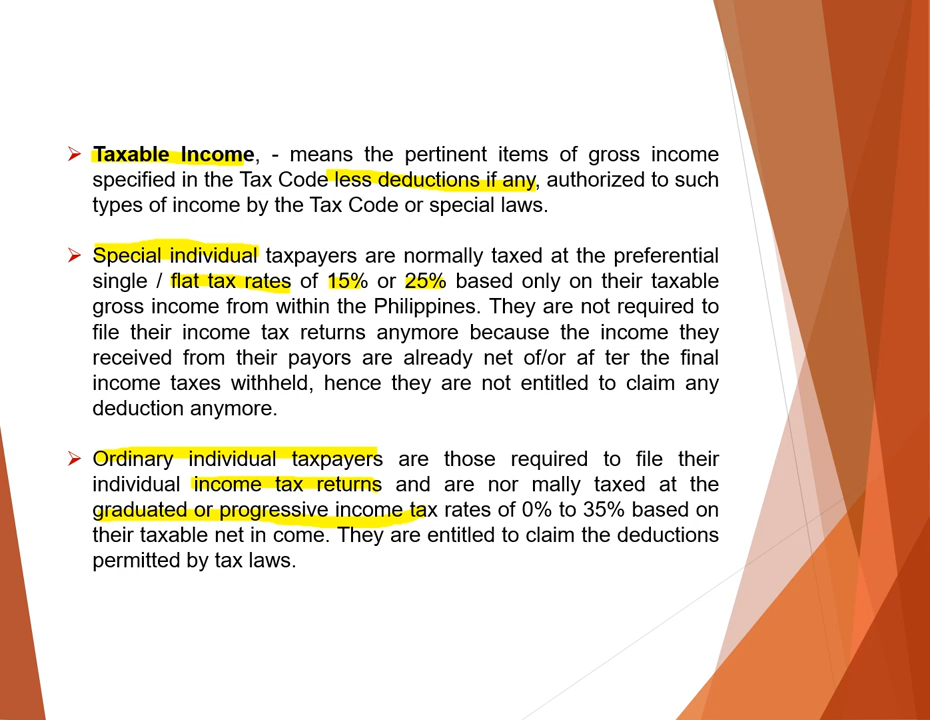 Taxable Income, - means the pertinent items of gross income
specified in the Tax Code less deductions if any, authorized to such
types of income by the Tax Code or special laws.
Special individual taxpayers are normally taxed at the preferential
single / flat tax rates of 15% or 25% based only on their taxable
gross income from within the Philippines. They are not required to
file their income tax returns anymore because the income they
received from their payors are already net of/or af ter the final
income taxes withheld, hence they are not entitled to claim any
deduction anymore.
Ordinary individual taxpayers are those required to file their
individual income tax returns and are nor mally taxed at the
graduated or progressive income tax rates of 0% to 35% based on
their taxable net in come. They are entitled to claim the deductions
permitted by tax laws.